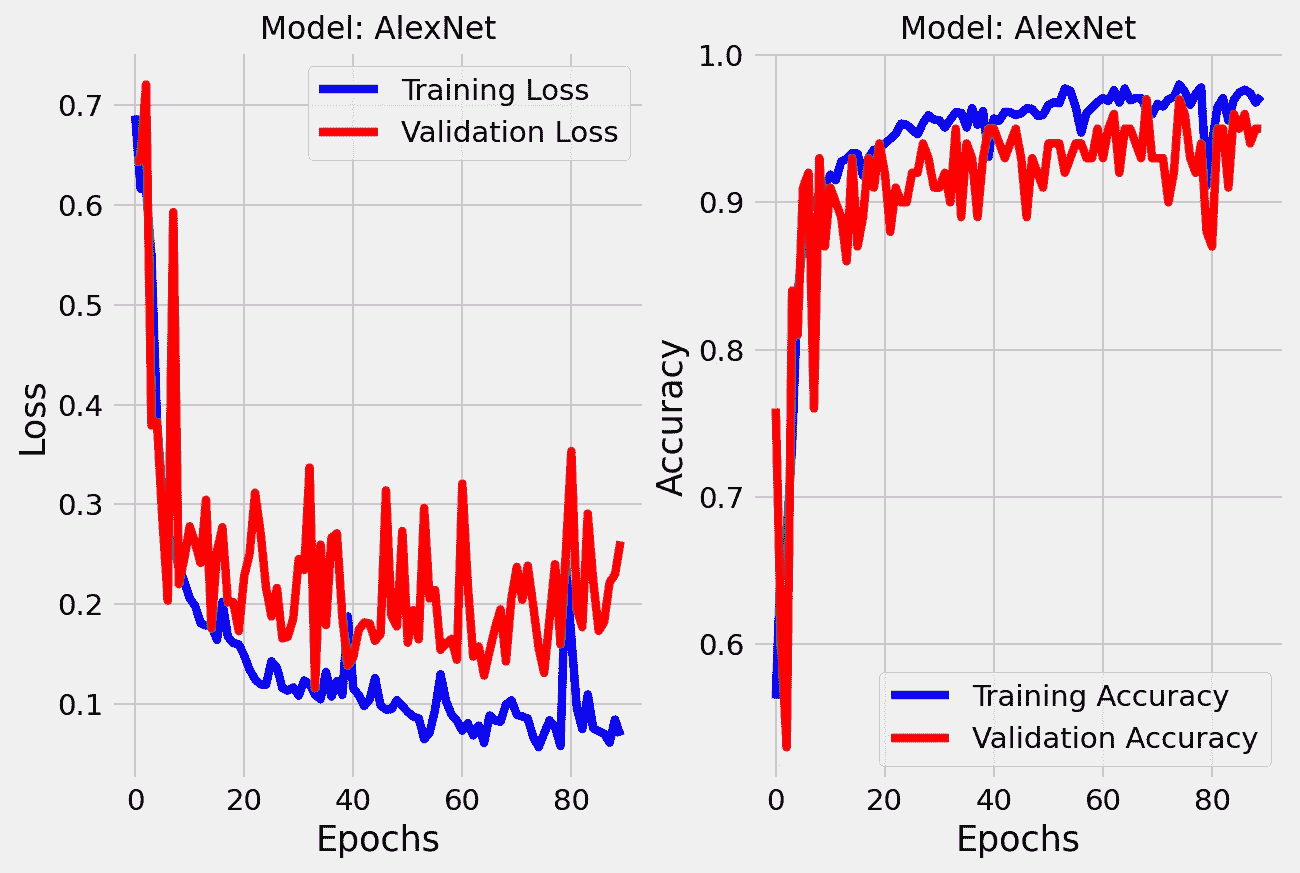 Model: AlexNet
Training Loss
Validation Loss
0.7
0.6
0.5
0.4
0.3
0.2
0.1
Loss
0
20
40
60
80
Epochs
Model: AlexNet
1.0
0.9
0.8
0.7
0.6
Accuracy
Training Accuracy
Validation Accuracy
0
20
40
60
80
Epochs